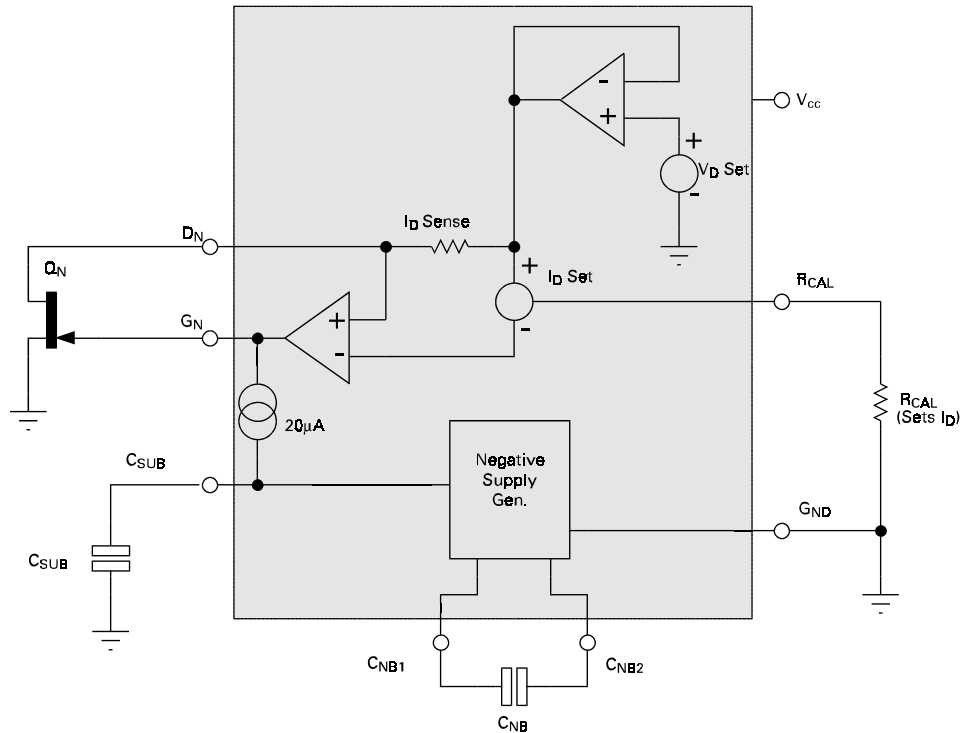 -
+
Vcc
+
VD Set
-
ID Sense
DN
+
ID Set
QN
RCAL
GN
+
-
-
RCAL
(Sets ID)
20µA
CSUB
Negative
Supply
Gen.
GND
CSUB
CNB1
CNB2
CNB